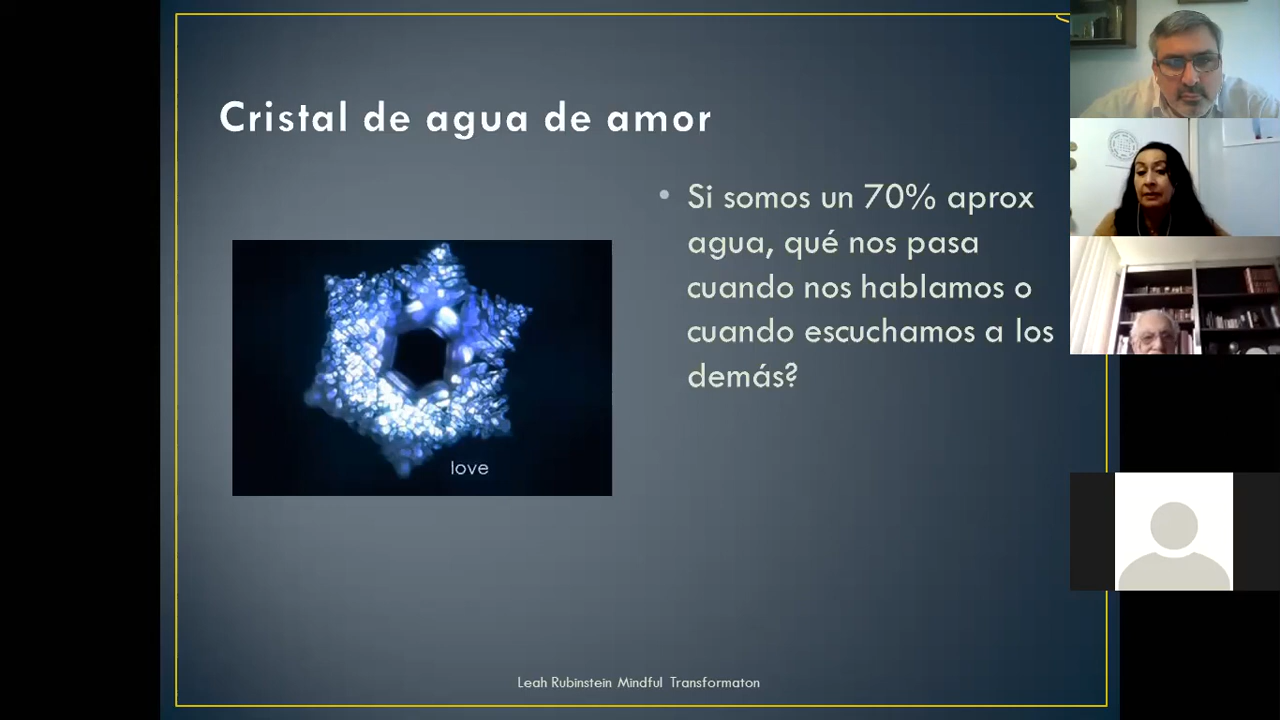 Cristal de agua de amor
• Si somos un 70% aprox
agua, qué nos pasa
cuando nos hablamos o
cuando escuchamos a los
demás?
love
Leah Rubinstein Mindful Transformaton